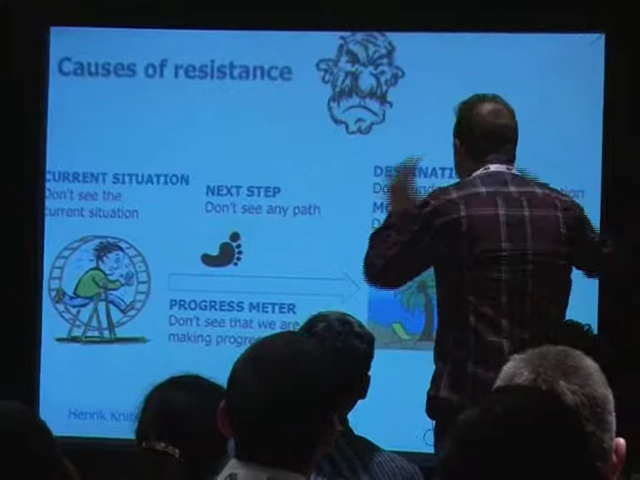 Causes of resistance
CURRENT SITUATION
Don't see the
current situation
NEXT STEP
Don't see any path
PROGRESS METER
Don't see that we are
making
Henrik